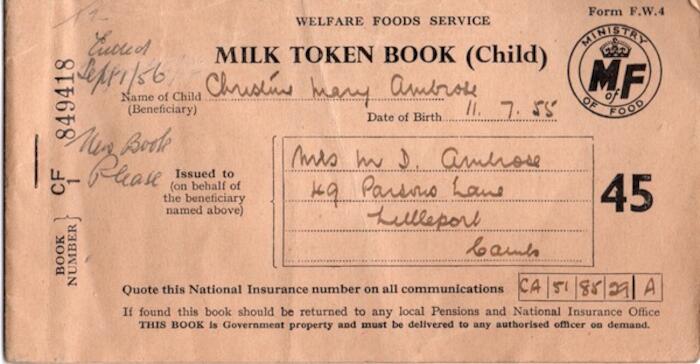 WELFARE FOODS SERVICE
Form F.W.4
MILK TOKEN BOOK (Child)
MINISTRY OF FOOD
M of F
Entered
Sept 1/56
Name of Child Christine Mary Ambrose
(Beneficiary)
Date of Birth 11. 7. 55
New Book
Please
BOOK NUMBER} CF 1 849418
Issued to
(on behalf of
the beneficiary
named above)
Mrs M D. Ambrose
49 Parsons Lane
Littleport
Cambs
45
Quote this National Insurance number on all communications CA 51 85 29 A
If found this book should be returned to any local Pensions and National Insurance Office
THIS BOOK is Government property and must be delivered to any authorised officer on demand.